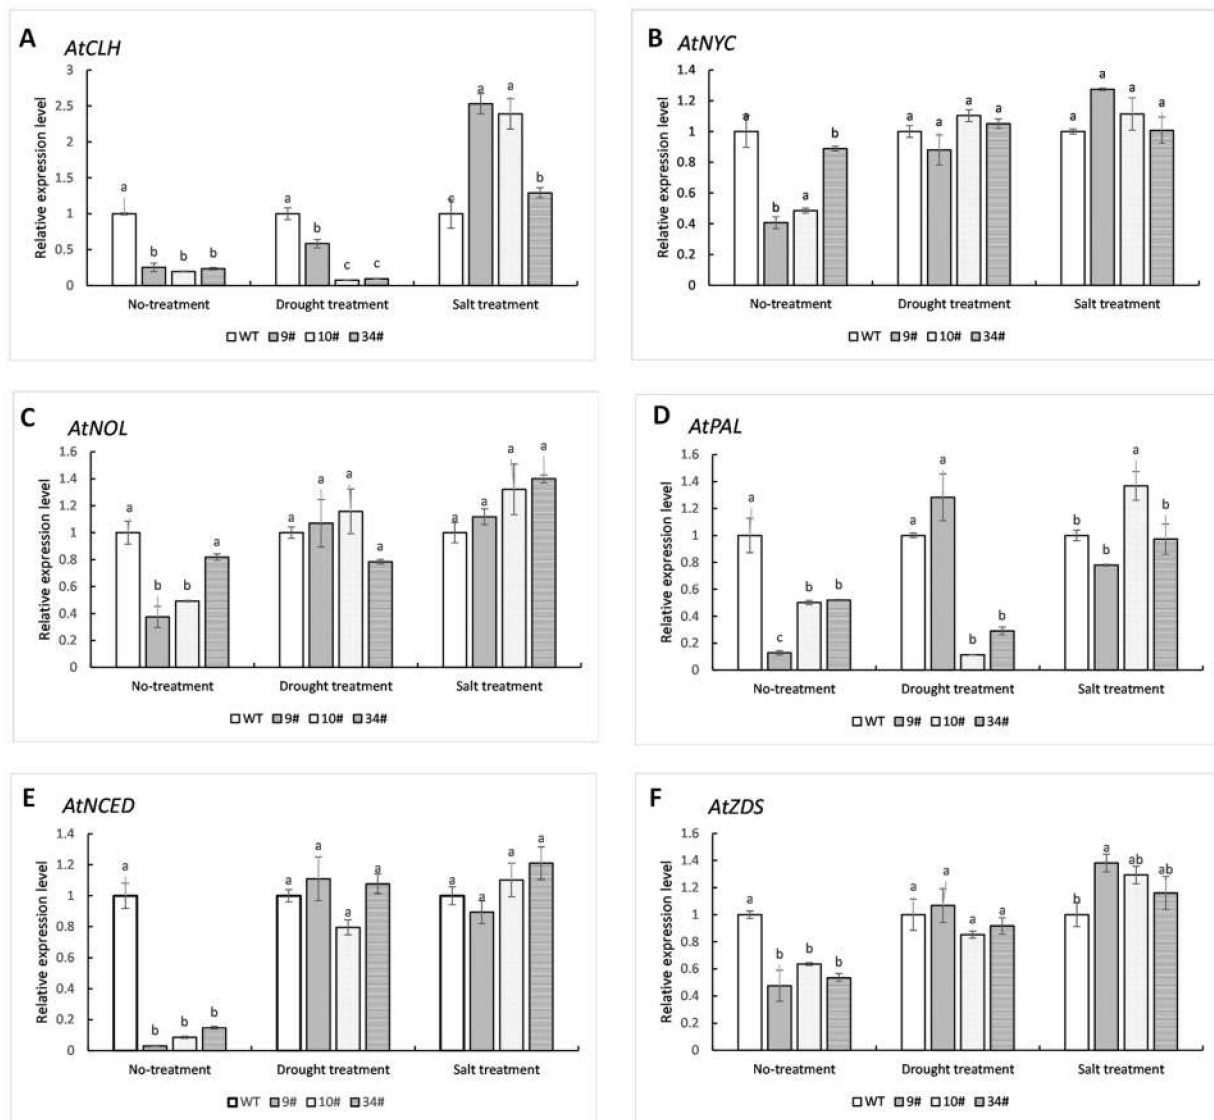 A
AtCLH
Relative expression level
3
2.5
2
1.5
1
0.5
0
a
b
b
b
a
b
c
c
c
a
a
b
No-treatment
Drought treatment
Salt treatment
WT 9# 10# 34#
B
AtNYC
Relative expression level
1.4
1.2
1
0.8
0.6
0.4
0.2
0
a
b
a
b
a
a
a
a
a
a
a
a
No-treatment
Drought treatment
Salt treatment
WT 9# 10# 34#
C
AtNOL
Relative expression level
1.6
1.4
1.2
1
0.8
0.6
0.4
0.2
0
a
b
b
a
a
a
a
a
a
a
a
a
No-treatment
Drought treatment
Salt treatment
WT 9# 10# 34#
D
AtPAL
Relative expression level
1.6
1.4
1.2
1
0.8
0.6
0.4
0.2
0
a
c
b
b
a
a
b
b
b
b
a
b
No-treatment
Drought treatment
Salt treatment
WT 9# 10# 34#
E
AtNCED
Relative expression level
1.4
1.2
1
0.8
0.6
0.4
0.2
0
a
b
b
b
a
a
a
a
a
a
a
a
No-treatment
Drought treatment
Salt treatment
WT 9# 10# 34#
F
AtZDS
Relative expression level
1.6
1.4
1.2
1
0.8
0.6
0.4
0.2
0
a
b
b
b
a
a
a
a
b
a
ab
ab
No-treatment
Drought treatment
Salt treatment
WT 9# 10# 34#